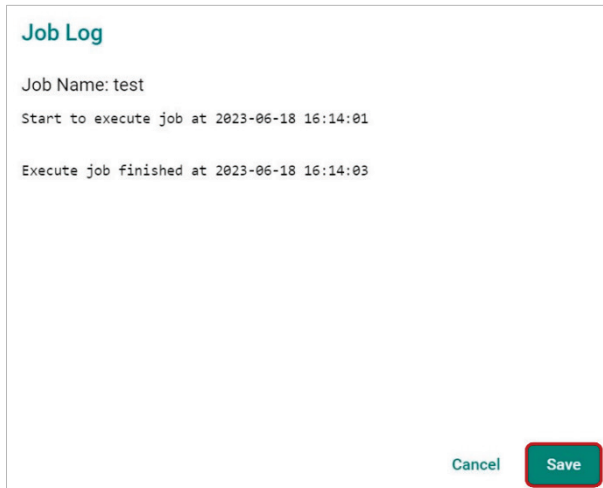 Job Log
Job Name: test
Start to execute job at 2023-06-18 16:14:01
Execute job finished at 2023-06-18 16:14:03
Cancel
Save